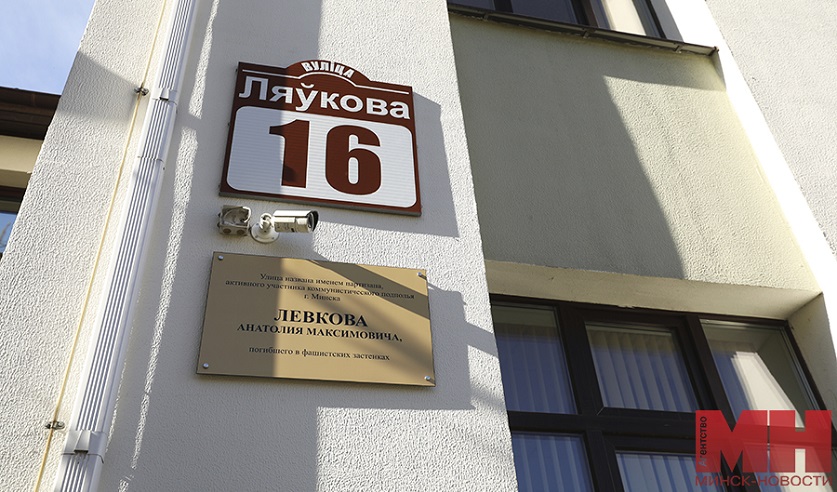 ВУЛІЦА
Ляўкова
16
Улица названа именем партизана,
активного участника коммунистического подполья
г. Минска
ЛЕВКОВА
АНАТОЛИЯ МАКСИМОВИЧА,
погибшего в фашистских застенках
АГЕНТСТВО
МН
МИНСК-НОВОСТИ